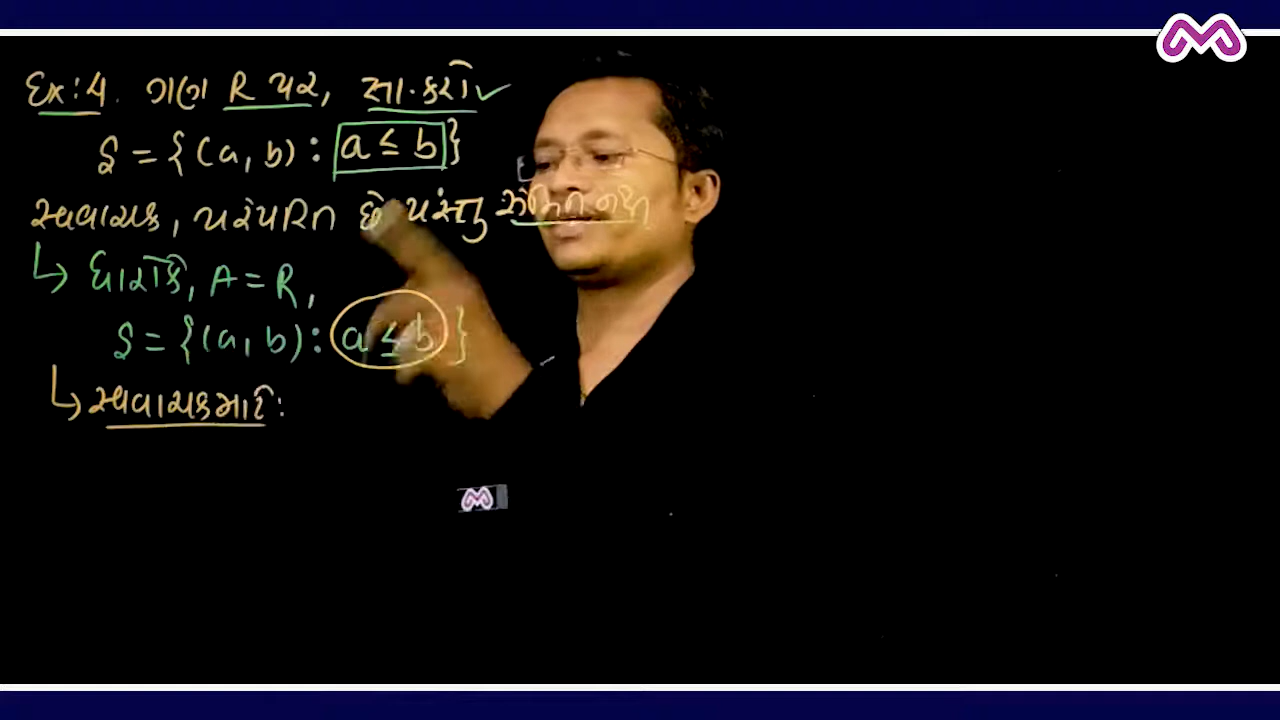 Ex: 4. ગણ R પર, સા. કરો ✓
S = {(a, b) : a ≤ b}
સ્વવાચક, પરંપરિત છે પરંતુ સંમિત નથી
↳ ધારોકે, A = R,
S = {(a, b) : a ≤ b}
↳ સ્વવાચક માટે :